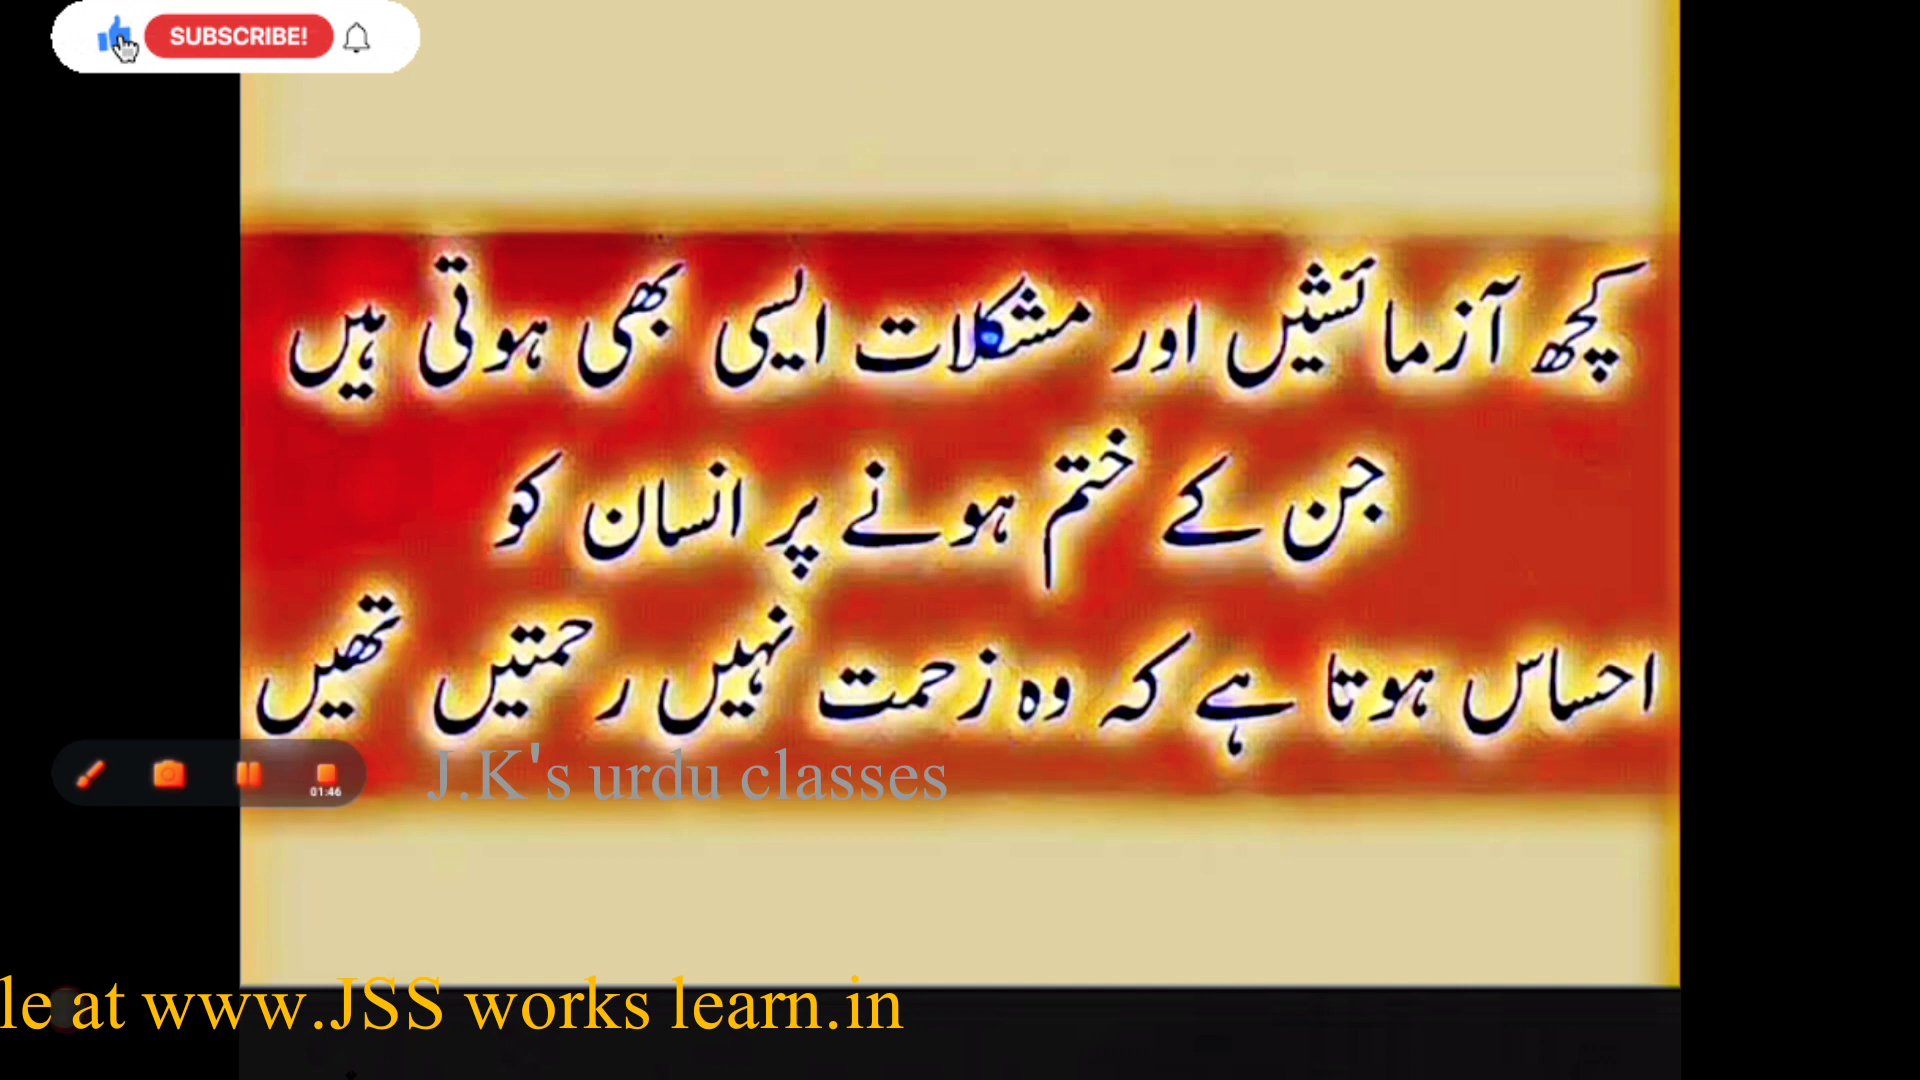 SUBSCRIBE!
کچھ آزمائشیں اور مشکلات ایسی بھی ہوتی ہیں
جن کے ختم ہونے پر انسان کو
احساس ہوتا ہے کہ وہ زحمت نہیں رحمتیں تھیں
01:46
J.K's urdu classes
le at www.JSS works learn.in